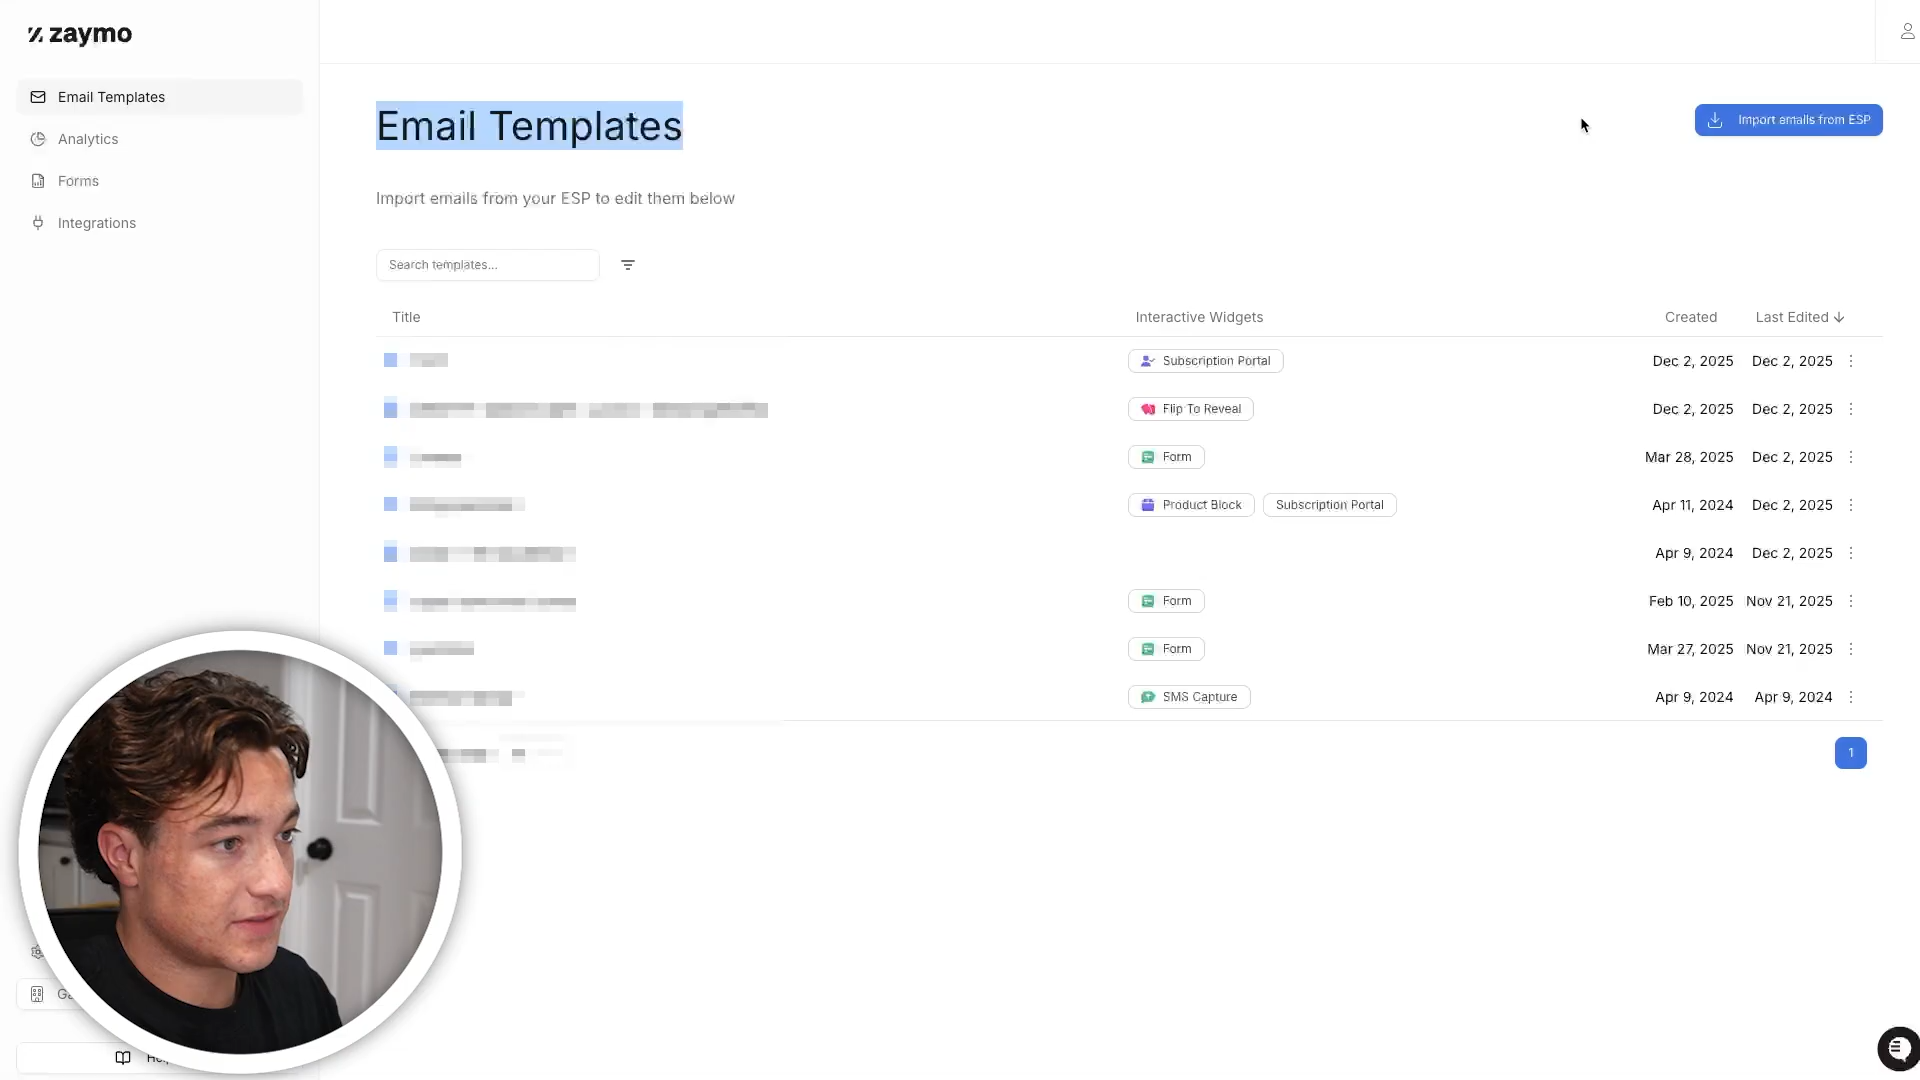 zaymo
Email Templates
Analytics
Forms
Integrations
Email Templates
Import emails from ESP
Import emails from your ESP to edit them below
Search templates...
Title Interactive Widgets Created Last Edited
Subscription Portal Dec 2, 2025 Dec 2, 2025
Flip To Reveal Dec 2, 2025 Dec 2, 2025
Form Mar 28, 2025 Dec 2, 2025
Product Block Subscription Portal Apr 11, 2024 Dec 2, 2025
Apr 9, 2024 Dec 2, 2025
Form Feb 10, 2025 Nov 21, 2025
Form Mar 27, 2025 Nov 21, 2025
SMS Capture Apr 9, 2024 Apr 9, 2024
1